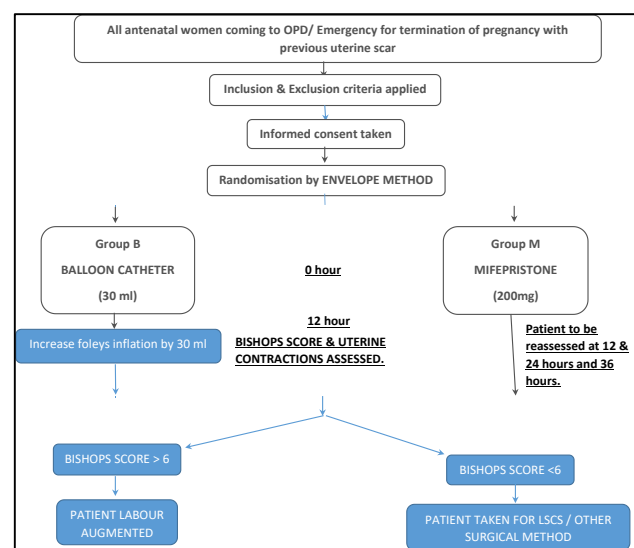 All antenatal women coming to OPD/ Emergency for termination of pregnancy with
previous uterine scar
Inclusion & Exclusion criteria applied
Informed consent taken
Randomisation by ENVELOPE METHOD
Group B
BALLOON CATHETER
(30 ml)
0 hour
Group M
MIFEPRISTONE
(200mg)
Increase foleys inflation by 30 ml
12 hour
BISHOPS SCORE & UTERINE
CONTRACTIONS ASSESSED.
Patient to be
reassessed at 12 &
24 hours and 36
hours.
BISHOPS SCORE > 6
BISHOPS SCORE <6
PATIENT LABOUR
AUGMENTED
PATIENT TAKEN FOR LSCS / OTHER
SURGICAL METHOD